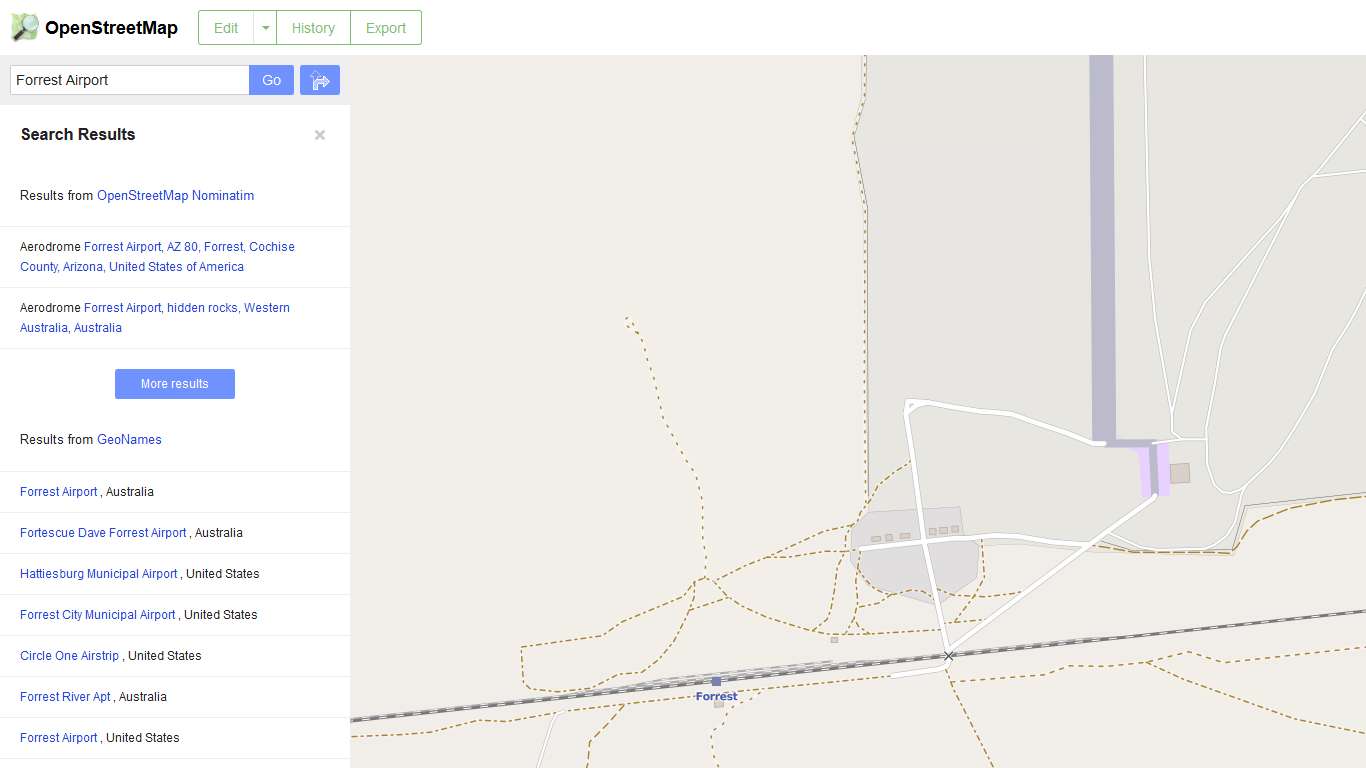 OpenStreetMap
Edit
History
Export
Forrest Airport
Go
Search Results
Results from OpenStreetMap Nominatim
Aerodrome Forrest Airport, AZ 80, Forrest, Cochise
County, Arizona, United States of America
Aerodrome Forrest Airport, hidden rocks, Western
Australia, Australia
More results
Results from GeoNames
Forrest Airport , Australia
Fortescue Dave Forrest Airport , Australia
Hattiesburg Municipal Airport , United States
Forrest City Municipal Airport , United States
Circle One Airstrip , United States
Forrest River Apt , Australia
Forrest Airport , United States
Forrest